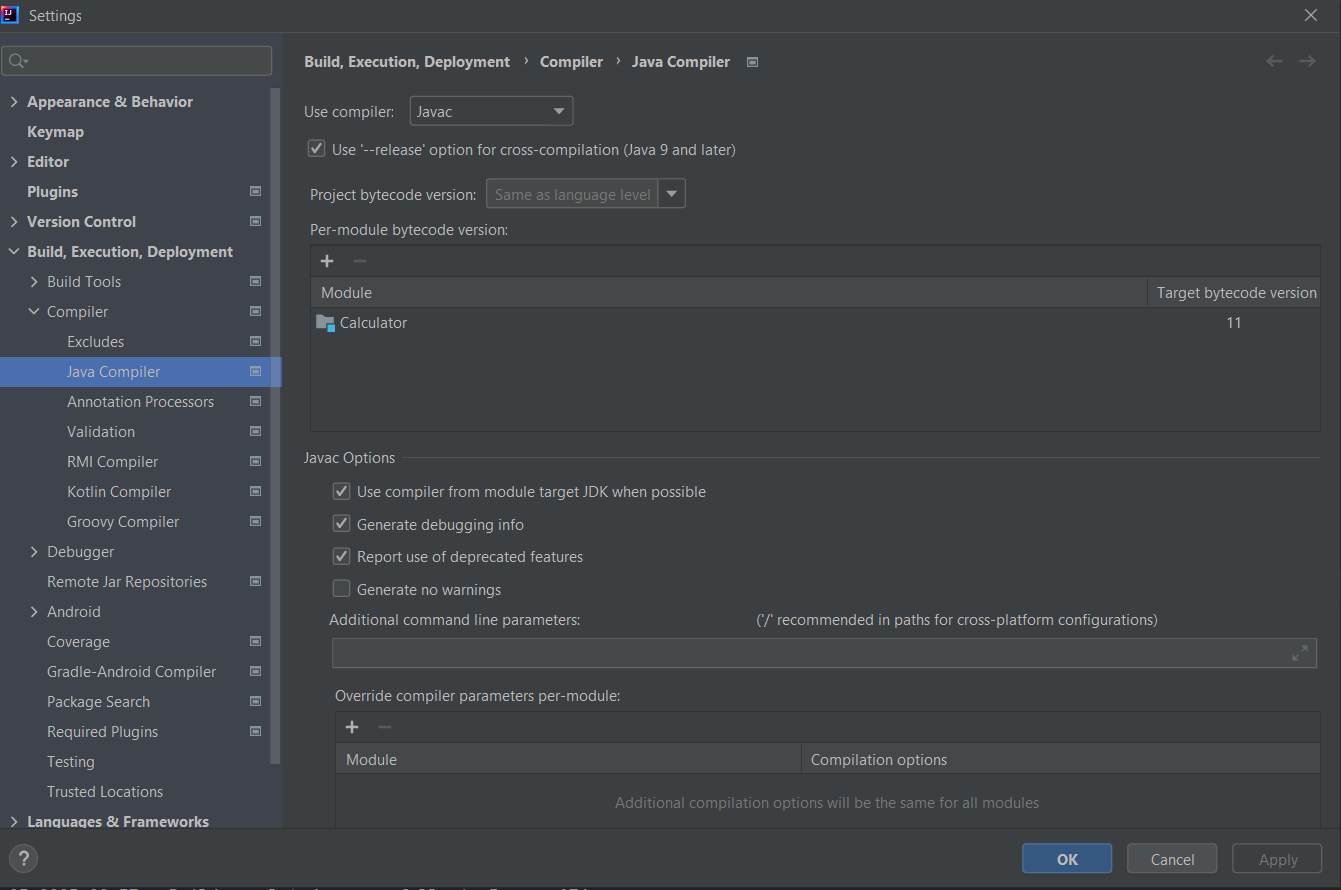 Settings
Build, Execution, Deployment › Compiler › Java Compiler
Appearance & Behavior
Keymap
Editor
Plugins
Version Control
Build, Execution, Deployment
Build Tools
Compiler
Excludes
Java Compiler
Annotation Processors
Validation
RMI Compiler
Kotlin Compiler
Groovy Compiler
Debugger
Remote Jar Repositories
Android
Coverage
Gradle-Android Compiler
Package Search
Required Plugins
Testing
Trusted Locations
Languages & Frameworks
Use compiler: Javac
Use '--release' option for cross-compilation (Java 9 and later)
Project bytecode version: Same as language level
Per-module bytecode version:
Module Target bytecode version
Calculator 11
Javac Options
Use compiler from module target JDK when possible
Generate debugging info
Report use of deprecated features
Generate no warnings
Additional command line parameters: ('/' recommended in paths for cross-platform configurations)
Override compiler parameters per-module:
Module Compilation options
Additional compilation options will be the same for all modules
? OK Cancel Apply